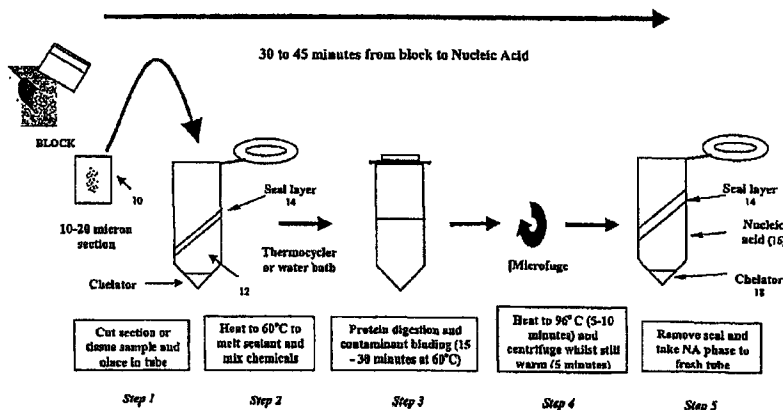 30 to 45 minutes from block to Nucleic Acid
BLOCK
10
10-20 micron
section
Seal layer
14
Chelator
12
Thermocycler
or water bath
Microfuge
Seal layer
14
Nucleic
acid (16)
Chelator
18
Cut section or
tissue sample and
place in tube
Heat to 60°C to
melt sealant and
mix chemicals
Protein digestion and
contaminant binding (15
- 30 minutes at 60°C)
Heat to 96°C (5-10
minutes) and
centrifuge whilst still
warm (5 minutes)
Remove seal and
take NA phase to
fresh tube
Step 1
Step 2
Step 3
Step 4
Step 5